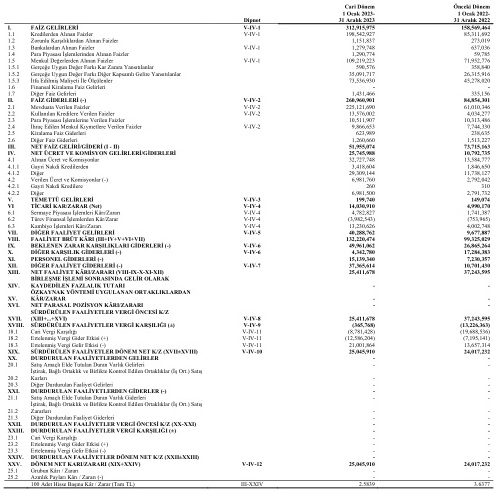 Cari Dönem Önceki Dönem
1 Ocak 2023- 1 Ocak 2022-
Dipnot 31 Aralık 2023 31 Aralık 2022
I. FAİZ GELİRLERİ V-IV-1 312,915,975 158,569,464
1.1 Kredilerden Alınan Faizler V-IV-1 198,542,927 85,311,692
1.2 Zorunlu Karşılıklardan Alınan Faizler 1,151,837 273,019
1.3 Bankalardan Alınan Faizler V-IV-1 1,279,748 637,036
1.4 Para Piyasası İşlemlerinden Alınan Faizler 1,290,774 59,785
1.5 Menkul Değerlerden Alınan Faizler V-IV-1 109,219,223 71,952,776
1.5.1 Gerçeğe Uygun Değer Farkı Kar Zarara Yansıtılanlar 590,576 358,840
1.5.2 Gerçeğe Uygun Değer Farkı Diğer Kapsamlı Gelire Yansıtılanlar 35,091,717 26,315,916
1.5.3 İtfa Edilmiş Maliyeti İle Ölçülenler 73,536,930 45,278,020
1.6 Finansal Kiralama Gelirleri - -
1.7 Diğer Faiz Gelirleri 1,431,466 335,156
II. FAİZ GİDERLERİ (-) V-IV-2 260,960,901 84,854,301
2.1 Mevduata Verilen Faizler V-IV-2 225,121,669 61,010,346
2.2 Kullanılan Kredilere Verilen Faizler V-IV-2 13,576,002 4,034,277
2.3 Para Piyasası İşlemlerine Verilen Faizler 10,511,907 10,313,486
2.4 İhraç Edilen Menkul Kıymetlere Verilen Faizler V-IV-2 9,866,653 7,744,330
2.5 Kiralama Faiz Giderleri 623,989 238,635
2.6 Diğer Faiz Giderleri 1,260,660 1,513,227
III. NET FAİZ GELİRİ/GİDERİ (I - II) 51,955,074 73,715,163
IV. NET ÜCRET VE KOMİSYON GELİRLERİ/GİDERLERİ 25,745,988 10,792,735
4.1 Alınan Ücret ve Komisyonlar 32,727,748 13,584,777
4.1.1 Gayri Nakdi Kredilerden 3,418,604 1,846,650
4.1.2 Diğer 29,309,144 11,738,127
4.2 Verilen Ücret ve Komisyonlar (-) 6,981,760 2,792,042
4.2.1 Gayri Nakdi Kredilere 260 310
4.2.2 Diğer 6,981,500 2,791,732
V. TEMETTÜ GELİRLERİ V-IV-3 199,740 149,074
VI TİCARİ KAR/ZARAR (Net) V-IV-4 14,030,910 4,990,170
6.1 Sermaye Piyasası İşlemleri Kârı/Zararı V-IV-4 4,782,827 1,741,387
6.2 Türev Finansal İşlemlerden Kâr/Zarar V-IV-4 (3,982,543) (753,965)
6.3 Kambiyo İşlemleri Kârı/Zararı V-IV-4 13,230,626 4,002,748
VII. DİĞER FAALİYET GELİRLERİ V-IV-5 40,288,762 9,677,887
VIII. FAALİYET BRÜT KÂRI (III+IV+V+VI+VII) 132,220,474 99,325,029
IX. BEKLENEN ZARAR KARŞILIKLARI GİDERLERİ (-) V-IV-6 49,961,062 26,865,264
X. DİĞER KARŞILIK GİDERLERİ (-) V-IV-6 4,342,780 17,284,383
XI. PERSONEL GİDERLERİ (-) 15,139,340 7,230,357
XII. DİĞER FAALİYET GİDERLERİ (-) V-IV-7 37,365,614 10,701,430
XIII. NET FAALİYET KÂRI/ZARARI (VIII-IX-X-XI-XII) 25,411,678 37,243,595
BİRLEŞME İŞLEMİ SONRASINDA GELİR OLARAK
XIV. KAYDEDİLEN FAZLALIK TUTARI - -
ÖZKAYNAK YÖNTEMİ UYGULANAN ORTAKLIKLARDAN
XV. KÂR/ZARAR - -
XVI. NET PARASAL POZİSYON KÂRI/ZARARI - -
SÜRDÜRÜLEN FAALİYETLER VERGİ ÖNCESİ K/Z
XVII. (XIII+...+XVI) V-IV-8 25,411,678 37,243,595
XVIII. SÜRDÜRÜLEN FAALİYETLER VERGİ KARŞILIĞI (±) V-IV-9 (365,768) (13,226,363)
18.1 Cari Vergi Karşılığı V-IV-11 (8,781,428) (19,688,536)
18.2 Ertelenmiş Vergi Gider Etkisi (+) V-IV-11 (12,586,204) (7,195,141)
18.3 Ertelenmiş Vergi Gelir Etkisi (-) V-IV-11 21,001,864 13,657,314
XIX. SÜRDÜRÜLEN FAALİYETLER DÖNEM NET K/Z (XVII±XVIII) V-IV-10 25,045,910 24,017,232
XX. DURDURULAN FAALİYETLERDEN GELİRLER - -
20.1 Satış Amaçlı Elde Tutulan Duran Varlık Gelirleri - -
İştirak, Bağlı Ortaklık ve Birlikte Kontrol Edilen Ortaklıklar (İş Ort.) Satış
20.2 Karları - -
20.3 Diğer Durdurulan Faaliyet Gelirleri - -
XXI. DURDURULAN FAALİYETLERDEN GİDERLER (-) - -
21.1 Satış Amaçlı Elde Tutulan Duran Varlık Giderleri - -
İştirak, Bağlı Ortaklık ve Birlikte Kontrol Edilen Ortaklıklar (İş Ort.) Satış
21.2 Zararları - -
21.3 Diğer Durdurulan Faaliyet Giderleri - -
XXII. DURDURULAN FAALİYETLER VERGİ ÖNCESİ K/Z (XX-XXI) - -
XXIII. DURDURULAN FAALİYETLER VERGİ KARŞILIĞI (±) - -
23.1 Cari Vergi Karşılığı - -
23.2 Ertelenmiş Vergi Gider Etkisi (+) - -
23.3 Ertelenmiş Vergi Gelir Etkisi (-) - -
XXIV. DURDURULAN FAALİYETLER DÖNEM NET K/Z (XXII±XXIII) - -
XXV. DÖNEM NET KARI/ZARARI (XIX+XXIV) V-IV-12 25,045,910 24,017,232
25.1 Grubun Kârı / Zararı - -
25.2 Azınlık Payları Kârı / Zararı (-) - -
100 Adet Hisse Başına Kâr / Zarar (Tam TL) III-XXIV 2.5839 3.6377